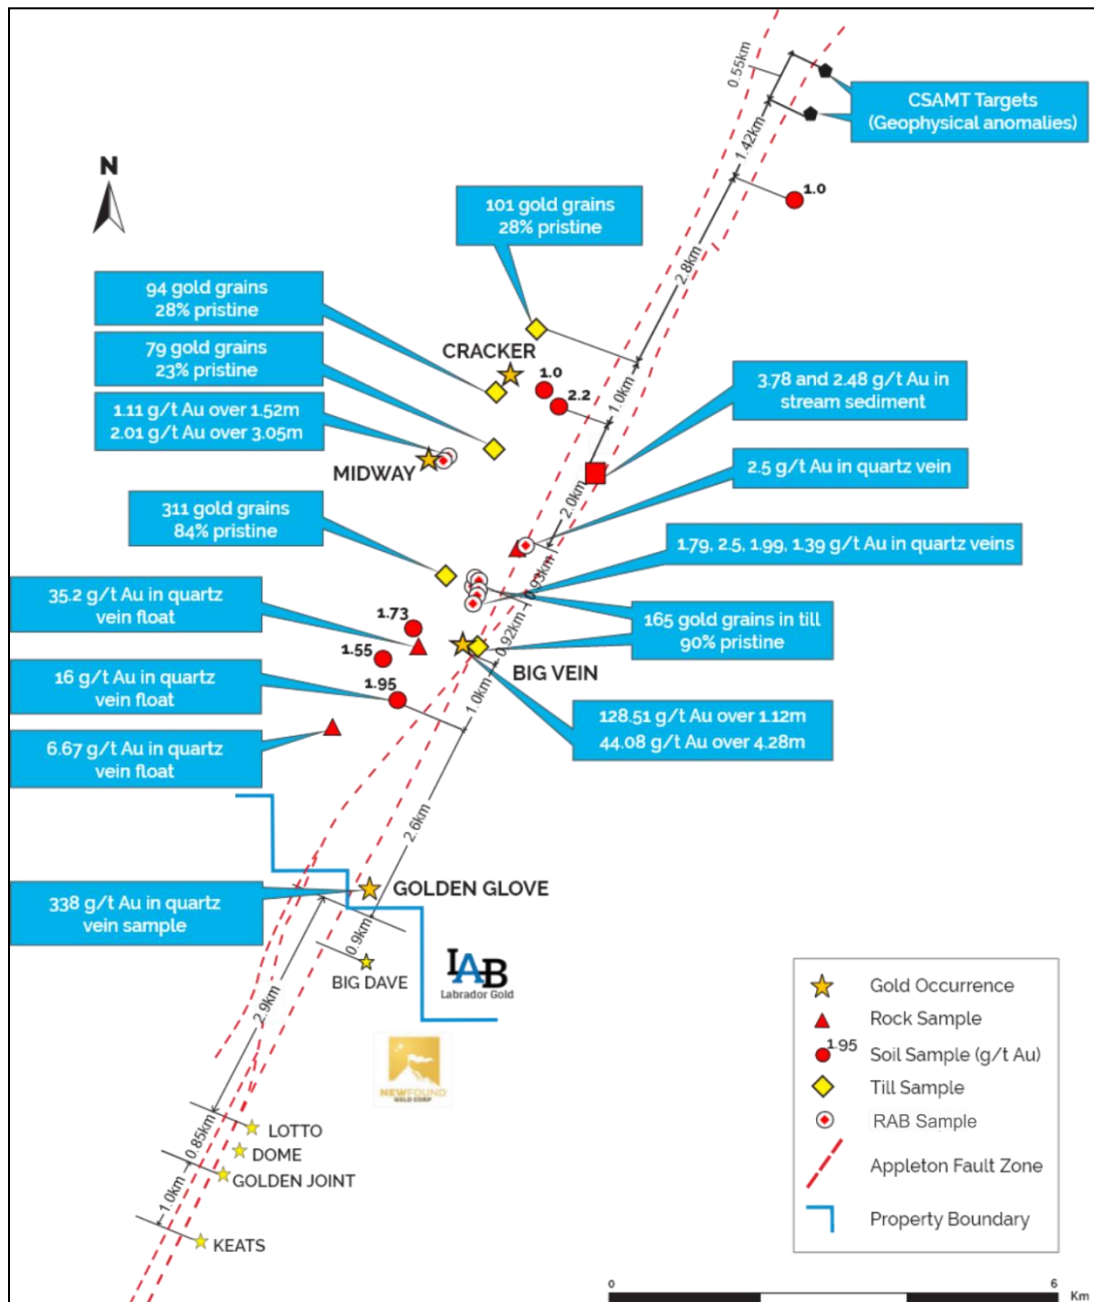 0.55km
CSAMT Targets
(Geophysical anomalies)
1.42km
N
1.0
101 gold grains
28% pristine
2.8km
94 gold grains
28% pristine
CRACKER
79 gold grains
23% pristine
1.0
2.2
1.0km
3.78 and 2.48 g/t Au in
stream sediment
1.11 g/t Au over 1.52m
2.01 g/t Au over 3.05m
MIDWAY
2.5 g/t Au in quartz vein
2.0km
311 gold grains
84% pristine
1.79, 2.5, 1.99, 1.39 g/t Au in quartz veins
0.93km
35.2 g/t Au in quartz
vein float
1.73
165 gold grains in till
90% pristine
0.92km
1.55
BIG VEIN
16 g/t Au in quartz
vein float
1.95
1.0km
128.51 g/t Au over 1.12m
44.08 g/t Au over 4.28m
6.67 g/t Au in quartz
vein float
2.6km
GOLDEN GLOVE
338 g/t Au in quartz
vein sample
0.9km
BIG DAVE
LAB
Labrador Gold
2.9km
NEWFOUND
GOLD CORP
LOTTO
0.85km
DOME
GOLDEN JOINT
1.0km
KEATS
Gold Occurrence
Rock Sample
1.95
Soil Sample (g/t Au)
Till Sample
RAB Sample
Appleton Fault Zone
Property Boundary
0
6
Km